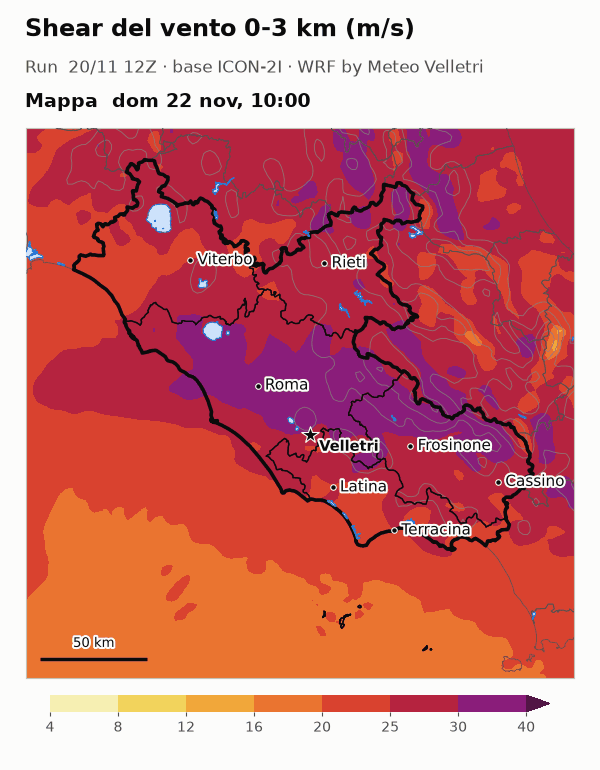 Shear del vento 0-3 km (m/s)
Run  20/11 12Z · base ICON-2I · WRF by Meteo Velletri
Mappa  dom 22 nov, 10:00
Viterbo
Rieti
Roma
Velletri
Frosinone
Latina
Cassino
Terracina
50 km
4 8 12 16 20 25 30 40